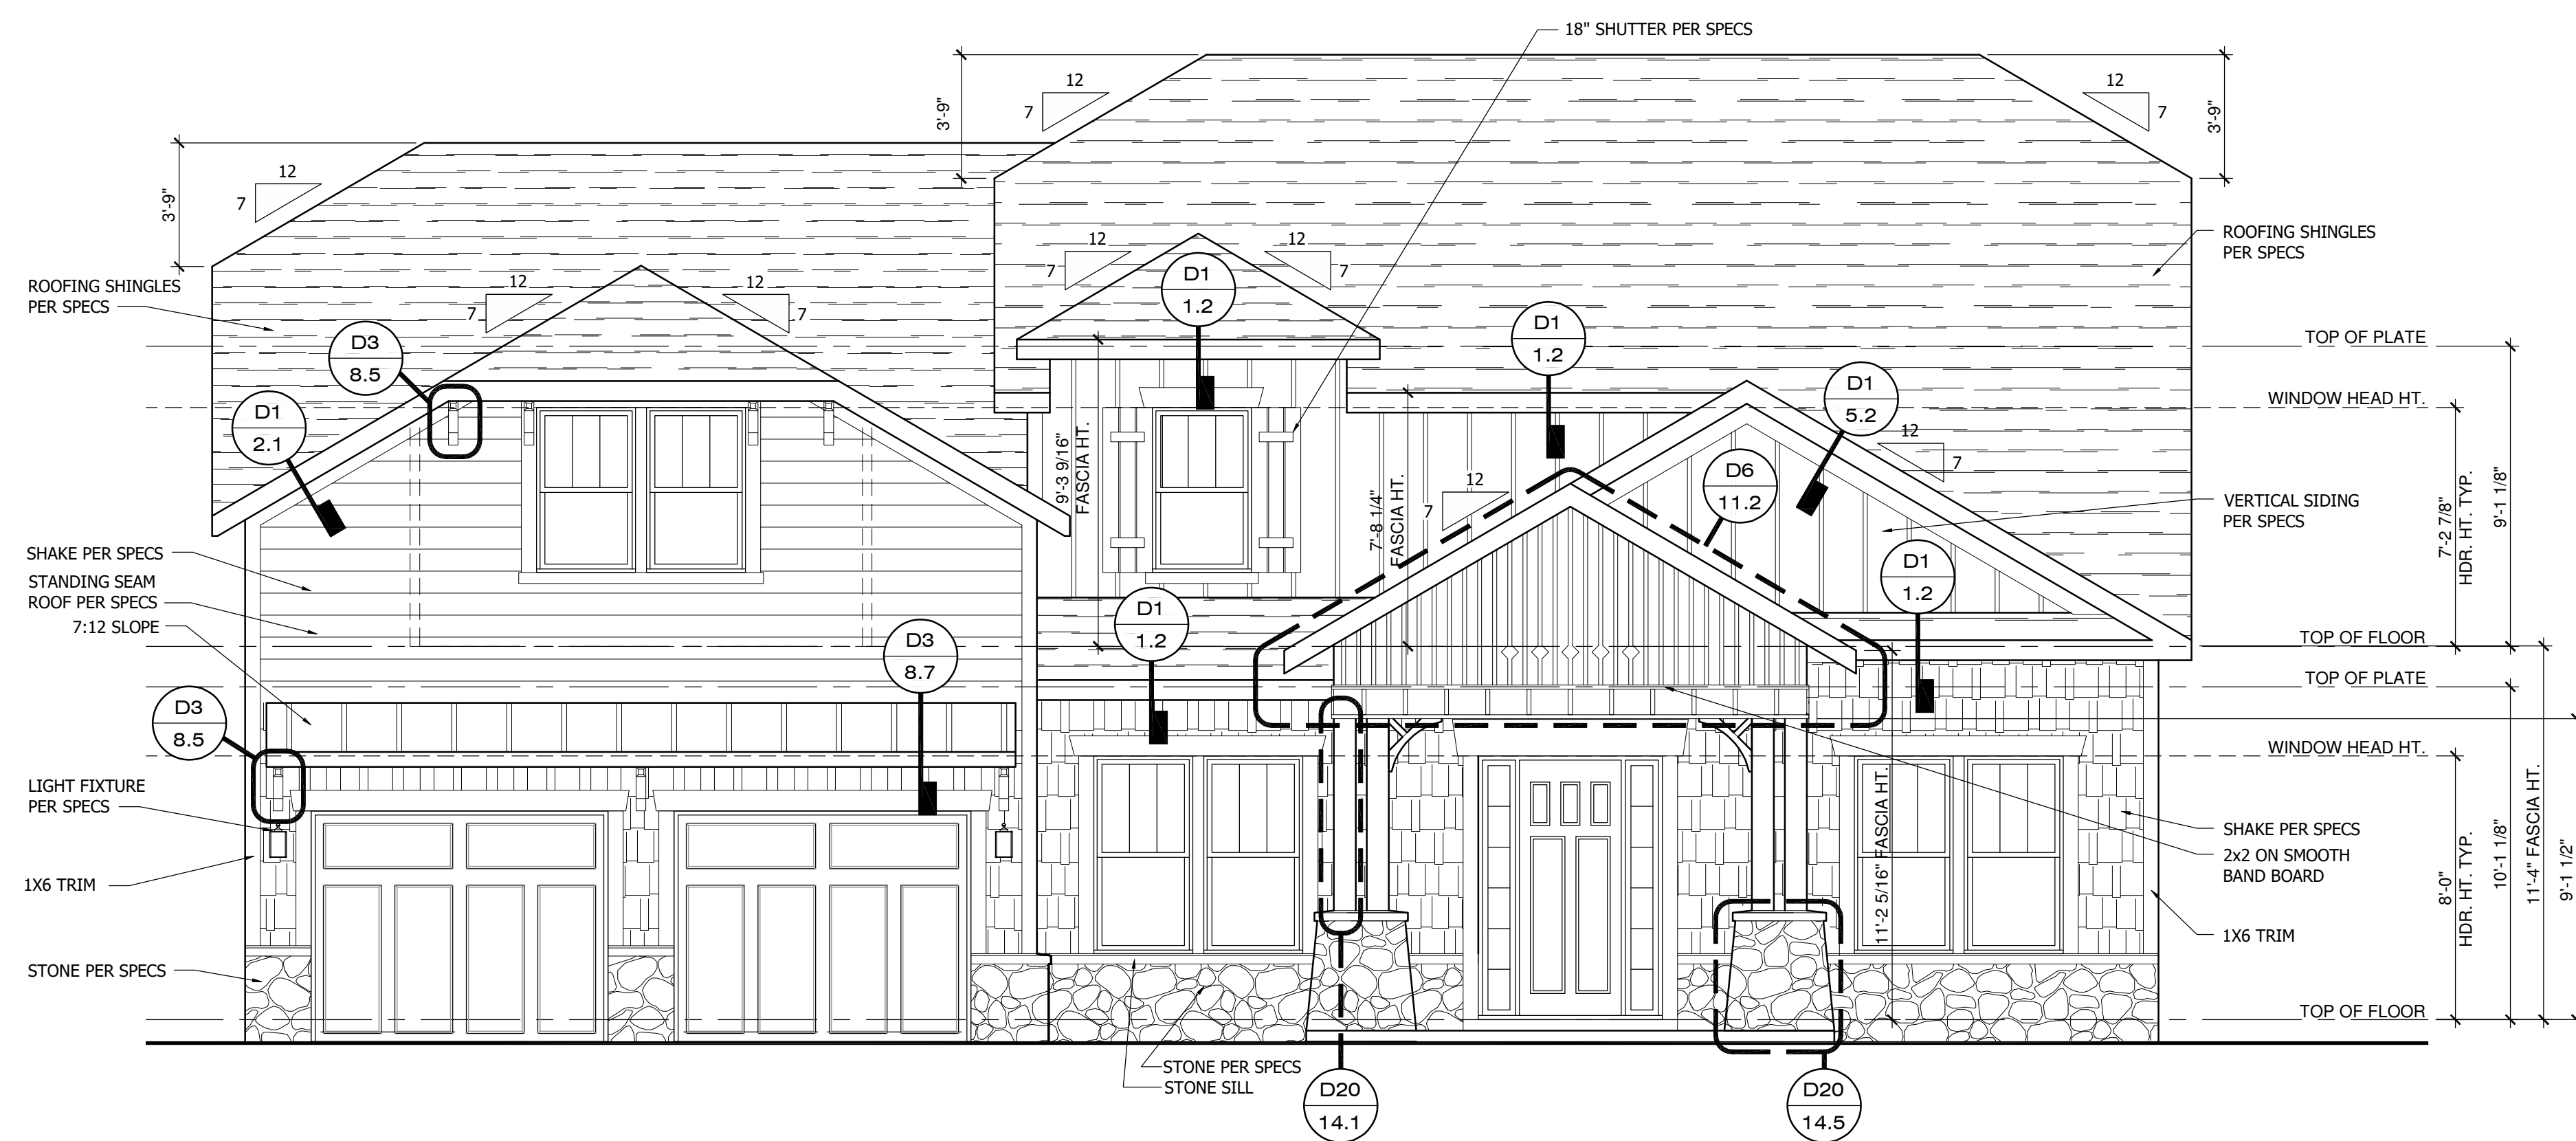 18" SHUTTER PER SPECS
12
7
3'-9"
12
7
3'-9"
12
7
3'-9"
ROOFING SHINGLES
PER SPECS
ROOFING SHINGLES
PER SPECS
12
7
12
7
12
7
12
7
D1
1.2
D1
1.2
D3
8.5
D1
2.1
D1
5.2
D6
11.2
12
7
12
7
9'-3 9/16"
FASCIA HT.
7'-8 1/4"
FASCIA HT.
TOP OF PLATE
WINDOW HEAD HT.
VERTICAL SIDING
PER SPECS
7'-2 7/8"
HDR. HT. TYP.
9'-1 1/8"
SHAKE PER SPECS
STANDING SEAM
ROOF PER SPECS
7:12 SLOPE
D1
1.2
D1
1.2
D3
8.7
D3
8.5
TOP OF FLOOR
TOP OF PLATE
WINDOW HEAD HT.
LIGHT FIXTURE
PER SPECS
1X6 TRIM
STONE PER SPECS
11'-2 5/16" FASCIA HT.
SHAKE PER SPECS
2x2 ON SMOOTH
BAND BOARD
1X6 TRIM
8'-0"
HDR. HT. TYP.
10'-1 1/8"
11'-4" FASCIA HT.
9'-1 1/2"
TOP OF FLOOR
STONE PER SPECS
STONE SILL
D20
14.1
D20
14.5